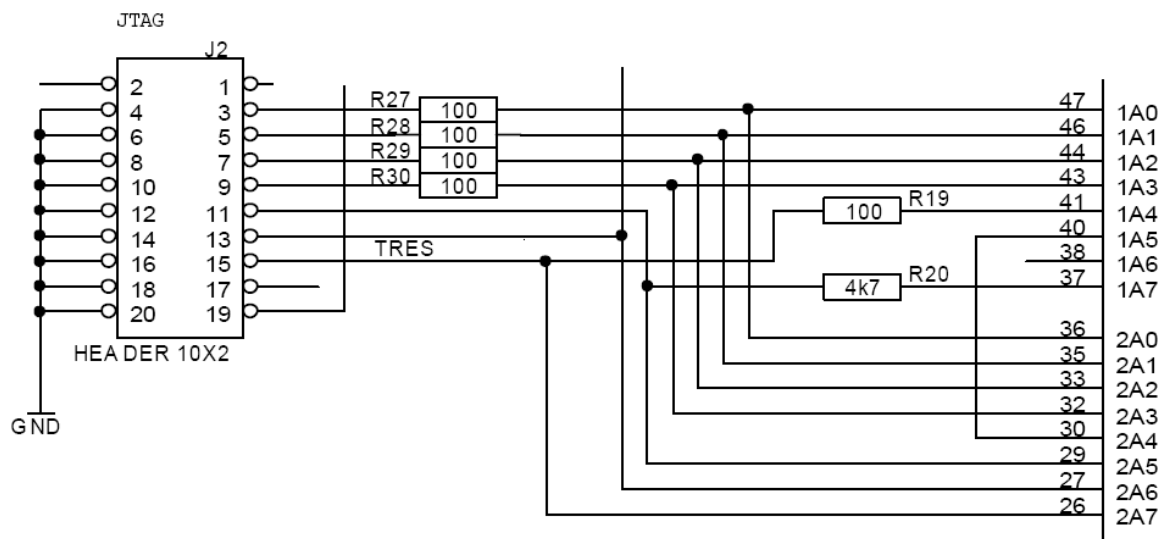 JTAG
J2
2 1
4 3 R27 100 47 1A0
6 5 R28 100 46 1A1
8 7 R29 100 44 1A2
10 9 R30 100 43 1A3
12 11 100 R19 41 1A4
14 13 40 1A5
16 15 TRES 38 1A6
18 17 4k7 R20 37 1A7
20 19
HEADER 10X2
36 2A0
35 2A1
33 2A2
32 2A3
GND
30 2A4
29 2A5
27 2A6
26 2A7